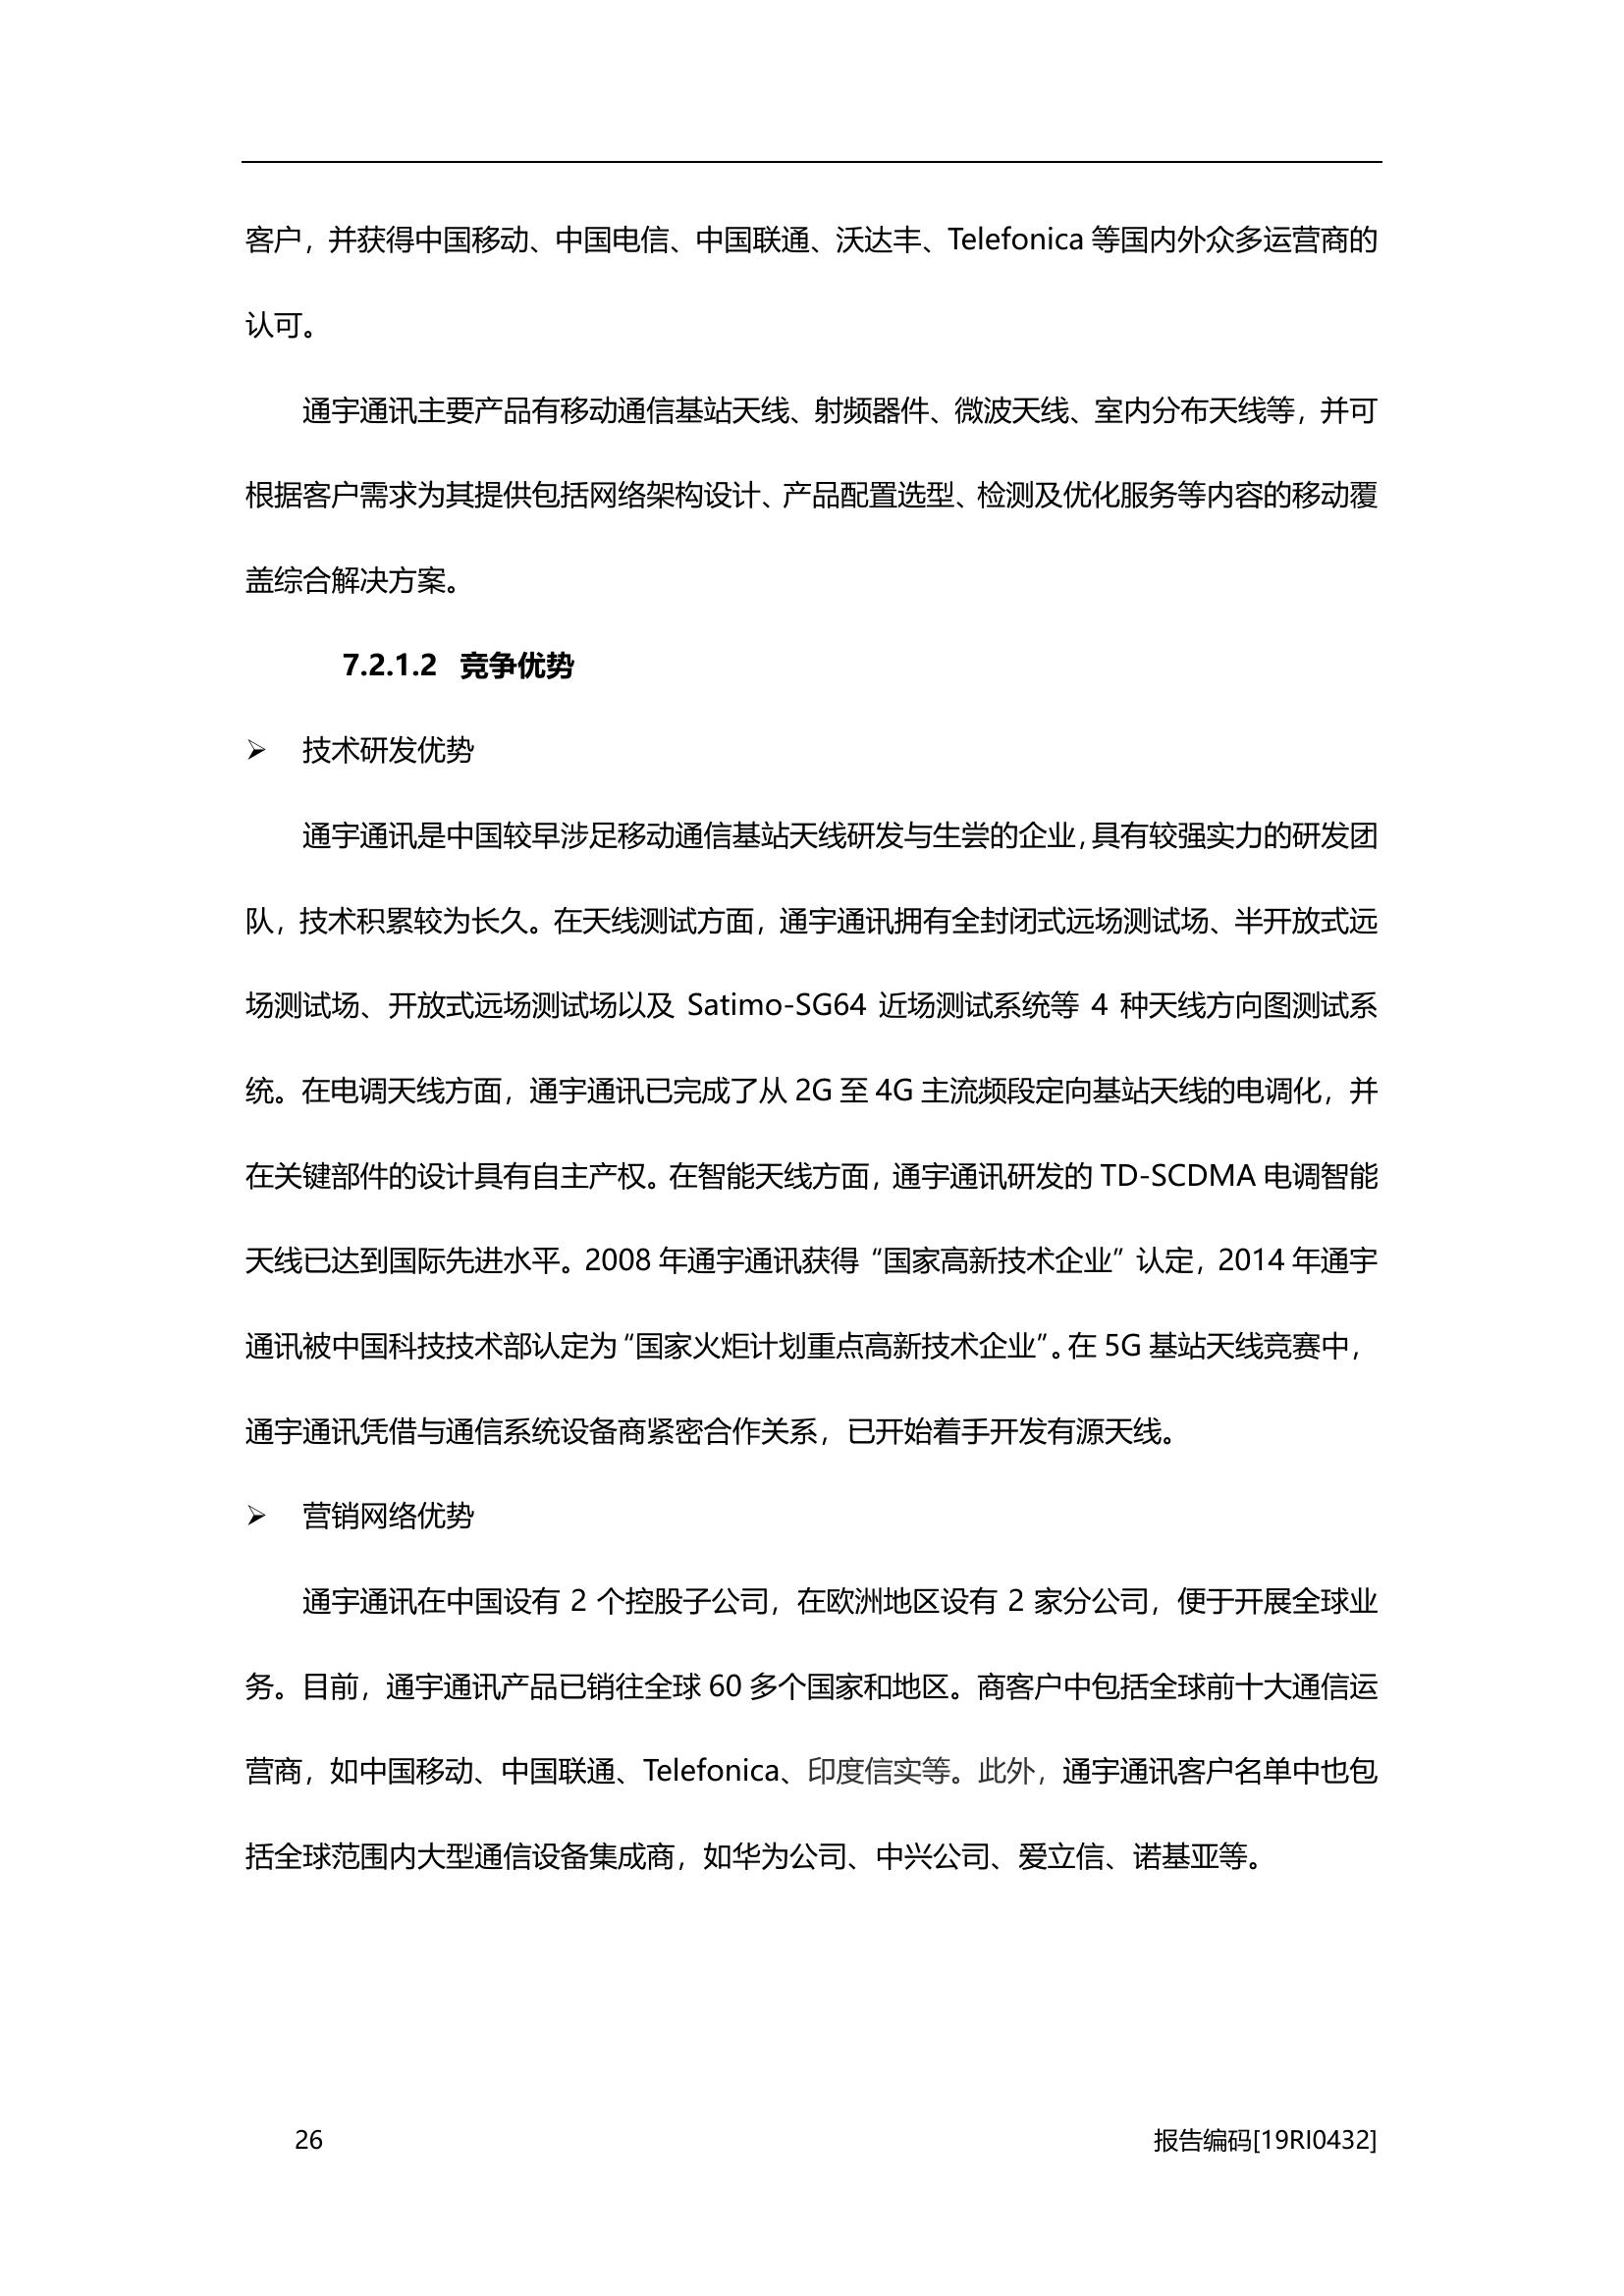 客户，并获得中国移动、中国电信、中国联通、沃达丰、Telefonica 等国内外众多运营商的
认可。
通宇通讯主要产品有移动通信基站天线、射频器件、微波天线、室内分布天线等，并可
根据客户需求为其提供包括网络架构设计、产品配置选型、检测及优化服务等内容的移动覆
盖综合解决方案。
7.2.1.2 竞争优势
➢ 技术研发优势
通宇通讯是中国较早涉足移动通信基站天线研发与生尝的企业，具有较强实力的研发团
队，技术积累较为长久。在天线测试方面，通宇通讯拥有全封闭式远场测试场、半开放式远
场测试场、开放式远场测试场以及 Satimo-SG64 近场测试系统等 4 种天线方向图测试系
统。在电调天线方面，通宇通讯已完成了从 2G 至 4G 主流频段定向基站天线的电调化，并
在关键部件的设计具有自主产权。在智能天线方面，通宇通讯研发的 TD-SCDMA 电调智能
天线已达到国际先进水平。2008 年通宇通讯获得“国家高新技术企业”认定，2014 年通宇
通讯被中国科技技术部认定为“国家火炬计划重点高新技术企业”。在 5G 基站天线竞赛中，
通宇通讯凭借与通信系统设备商紧密合作关系，已开始着手开发有源天线。
➢ 营销网络优势
通宇通讯在中国设有 2 个控股子公司，在欧洲地区设有 2 家分公司，便于开展全球业
务。目前，通宇通讯产品已销往全球 60 多个国家和地区。商客户中包括全球前十大通信运
营商，如中国移动、中国联通、Telefonica、印度信实等。此外，通宇通讯客户名单中也包
括全球范围内大型通信设备集成商，如华为公司、中兴公司、爱立信、诺基亚等。
26 报告编码[19RI0432]